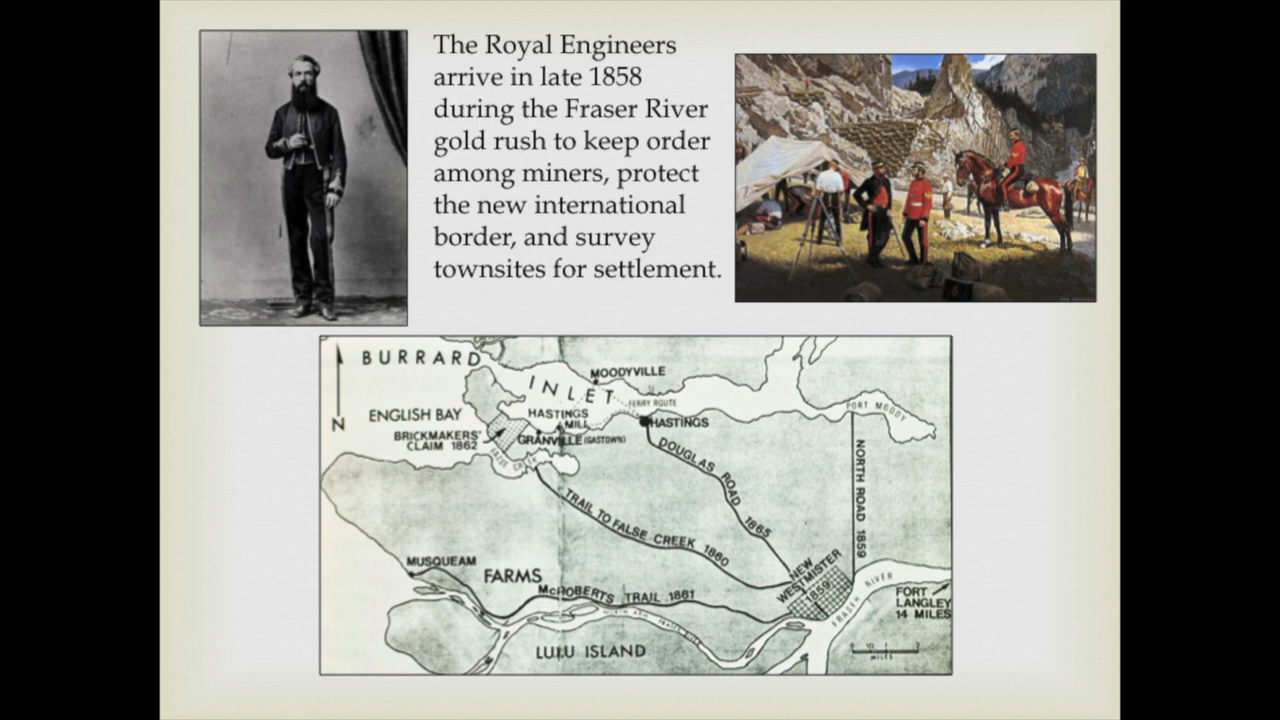 The Royal Engineers
arrive in late 1858
during the Fraser River
gold rush to keep order
among miners, protect
the new international
border, and survey
townsites for settlement.
BURRARD
INLET
MOODYVILLE
FERRY ROUTE
PORT MOODY
ENGLISH BAY
HASTINGS
MILL
HASTINGS
BRICKMAKERS'
CLAIM 1862
GRANVILLE (GASTOWN)
N
DOUGLAS ROAD 1865
NORTH ROAD 1859
TRAIL TO FALSE CREEK 1860
MUSQUEAM
FARMS
McROBERTS TRAIL 1861
NEW
WESTMISTER
1859
FRASER RIVER
FORT
LANGLEY
14 MILES
LULU ISLAND
MILES